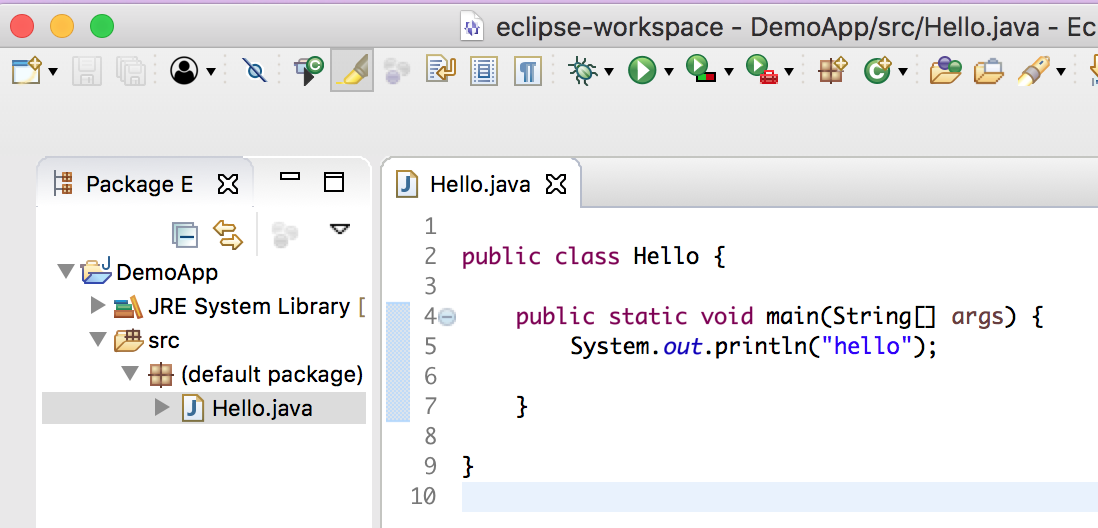 eclipse-workspace - DemoApp/src/Hello.java - Ec
Package E
Hello.java
DemoApp
JRE System Library [
src
(default package)
Hello.java
1
2 public class Hello {
3
4 public static void main(String[] args) {
5 System.out.println("hello");
6
7 }
8
9 }
10